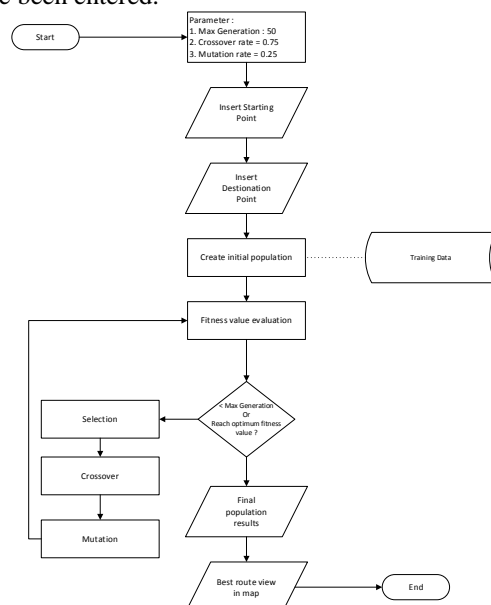 e been entered.
Start
Parameter :
1. Max Generation : 50
2. Crossover rate = 0.75
3. Mutation rate = 0.25
Insert Starting
Point
Insert
Destionation
Point
Create initial population
Training Data
Fitness value evaluation
< Max Generation
Or
Reach optimum fitness
value ?
Selection
Crossover
Mutation
Final
population
results
Best route view
in map
End